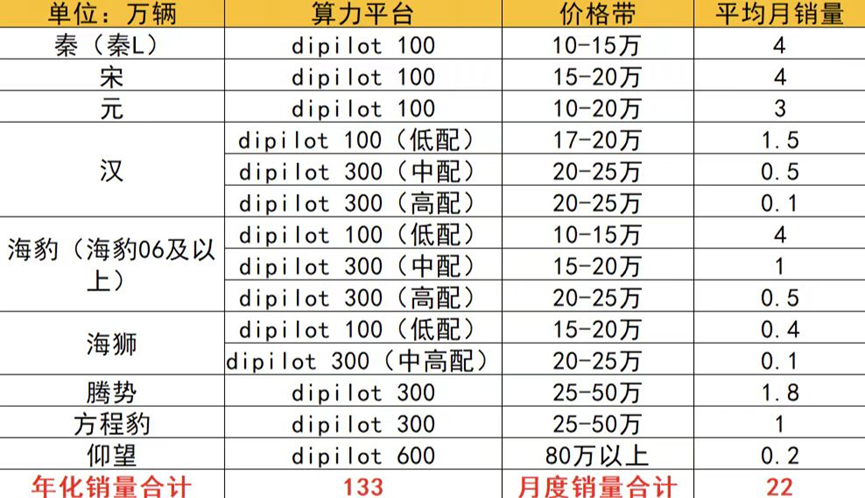 单位：万辆 算力平台 价格带 平均月销量
秦（秦L） dipilot 100 10-15万 4
宋 dipilot 100 15-20万 4
元 dipilot 100 10-20万 3
汉 dipilot 100（低配） 17-20万 1.5
dipilot 300（中配） 20-25万 0.5
dipilot 300（高配） 20-25万 0.1
海豹（海豹06及以上） dipilot 100（低配） 10-15万 4
dipilot 300（中配） 15-20万 1
dipilot 300（高配） 20-25万 0.5
海狮 dipilot 100（低配） 15-20万 0.4
dipilot 300（中高配） 20-25万 0.1
腾势 dipilot 300 25-50万 1.8
方程豹 dipilot 300 25-50万 1
仰望 dipilot 600 80万以上 0.2
年化销量合计 133 月度销量合计 22